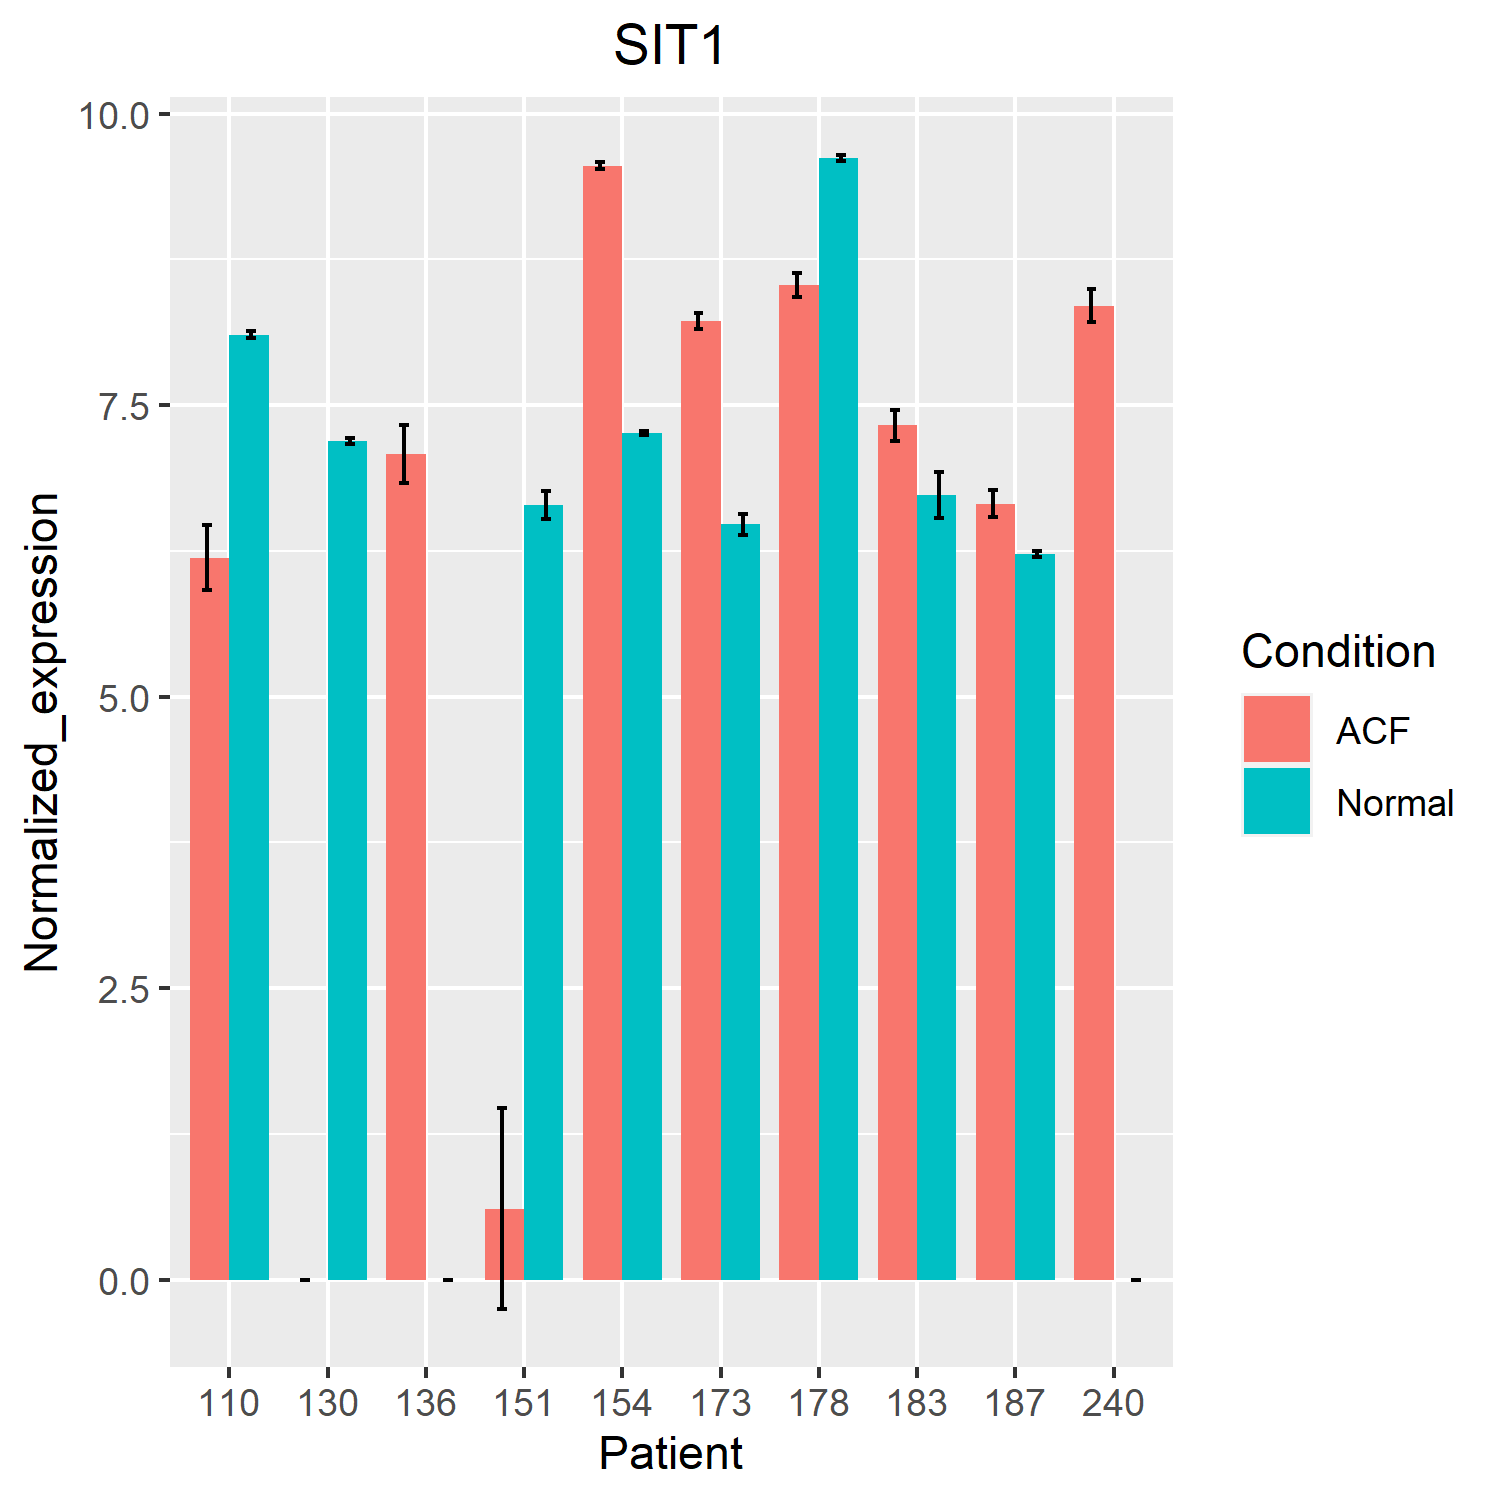 SIT1
10.0
7.5
5.0
2.5
0.0
Normalized_expression
110 130 136 151 154 173 178 183 187 240
Patient
Condition
ACF
Normal